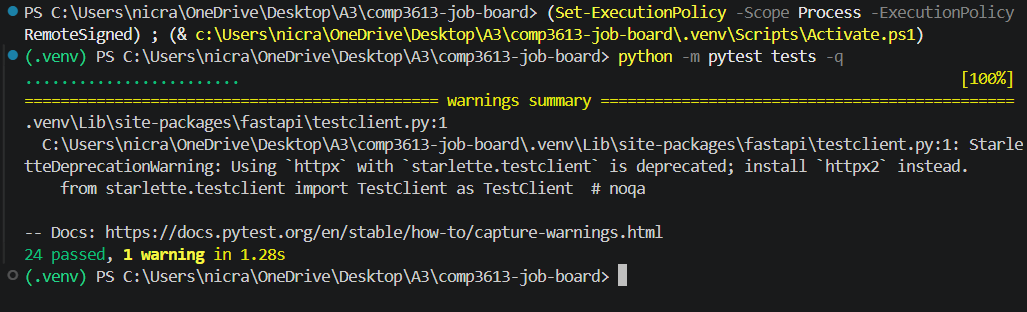 PS C:\Users\nicra\OneDrive\Desktop\A3\comp3613-job-board> (Set-ExecutionPolicy -Scope Process -ExecutionPolicy
RemoteSigned) ; (& c:\Users\nicra\OneDrive\Desktop\A3\comp3613-job-board\.venv\Scripts\Activate.ps1)
(.venv) PS C:\Users\nicra\OneDrive\Desktop\A3\comp3613-job-board> python -m pytest tests -q
........................ [100%]
============================================== warnings summary ==============================================
.venv\Lib\site-packages\fastapi\testclient.py:1
  C:\Users\nicra\OneDrive\Desktop\A3\comp3613-job-board\.venv\Lib\site-packages\fastapi\testclient.py:1: Starle
tteDeprecationWarning: Using `httpx` with `starlette.testclient` is deprecated; install `httpx2` instead.
    from starlette.testclient import TestClient as TestClient  # noqa

-- Docs: https://docs.pytest.org/en/stable/how-to/capture-warnings.html
24 passed, 1 warning in 1.28s
(.venv) PS C:\Users\nicra\OneDrive\Desktop\A3\comp3613-job-board>